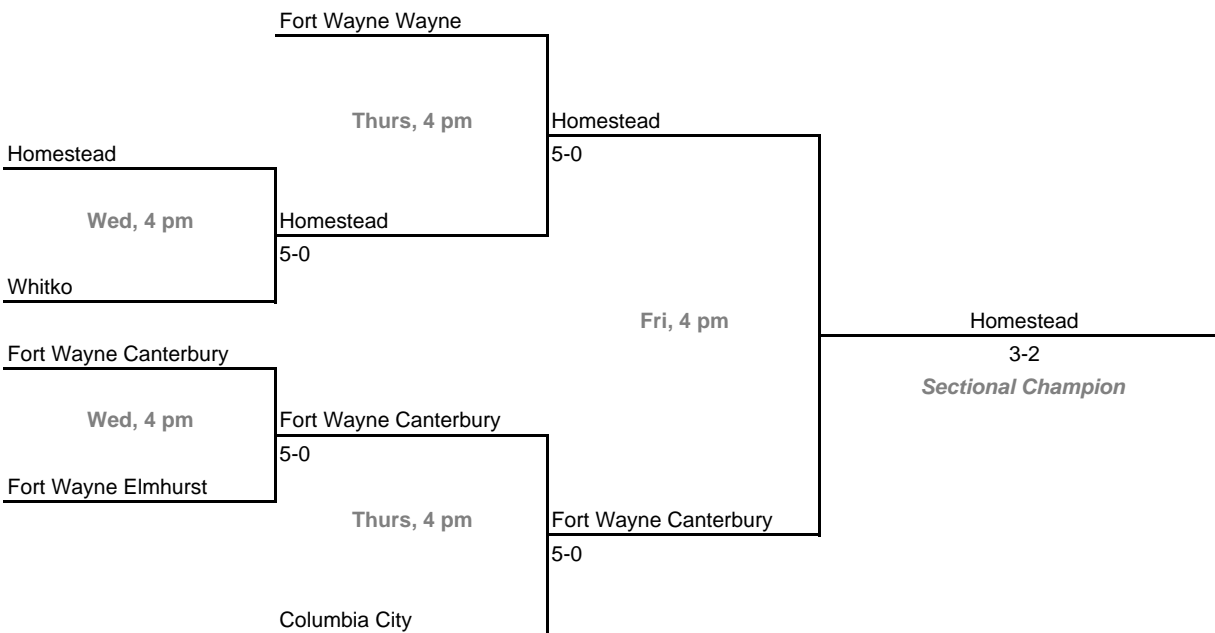 Fort Wayne Wayne
Thurs, 4 pm
Homestead
Homestead
5-0
Wed, 4 pm
Homestead
5-0
Whitko
Fri, 4 pm
Homestead
Fort Wayne Canterbury
3-2
Sectional Champion
Wed, 4 pm
Fort Wayne Canterbury
5-0
Fort Wayne Elmhurst
Thurs, 4 pm
Fort Wayne Canterbury
5-0
Columbia City